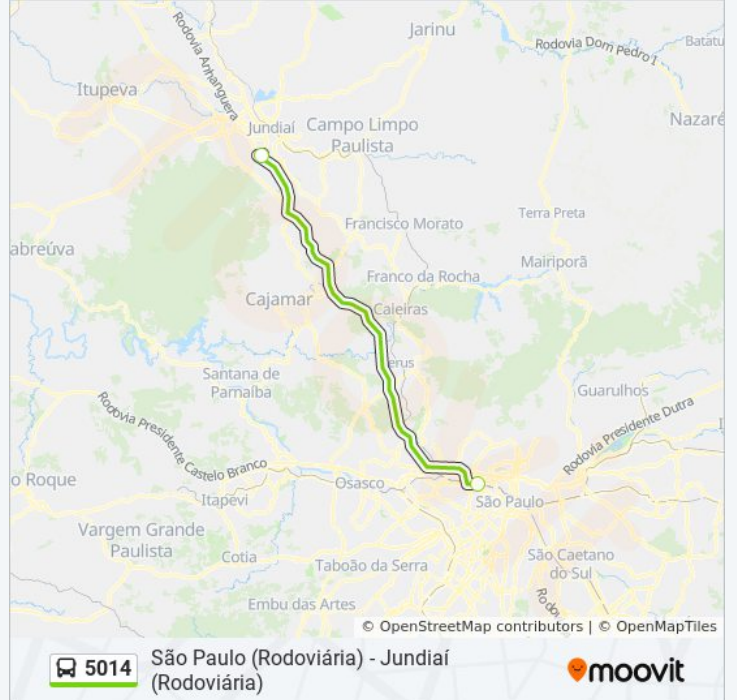 Jarinu
Rodovia Dom Pedro I
Batatu
Rodovia Anhanguera
Itupeva
Nazaré
Jundiaí
Campo Limpo
Paulista
Terra Preta
Francisco Morato
abreúva
Mairiporã
Franco da Rocha
Cajamar
Caleiras
erus
Santana de
Parnaíba
Guarulhos
Rodovia Presidente Castelo Branco
Rodovia Presidente Dutra
o Roque
Osasco
Itapevi
São Paulo
Vargem Grande
Paulista
Cotia
Taboão da Serra
São Caetano
do Sul
Embu das Artes
© OpenStreetMap contributors | © OpenMapTiles
5014
São Paulo (Rodoviária) - Jundiaí
(Rodoviária)
moovit